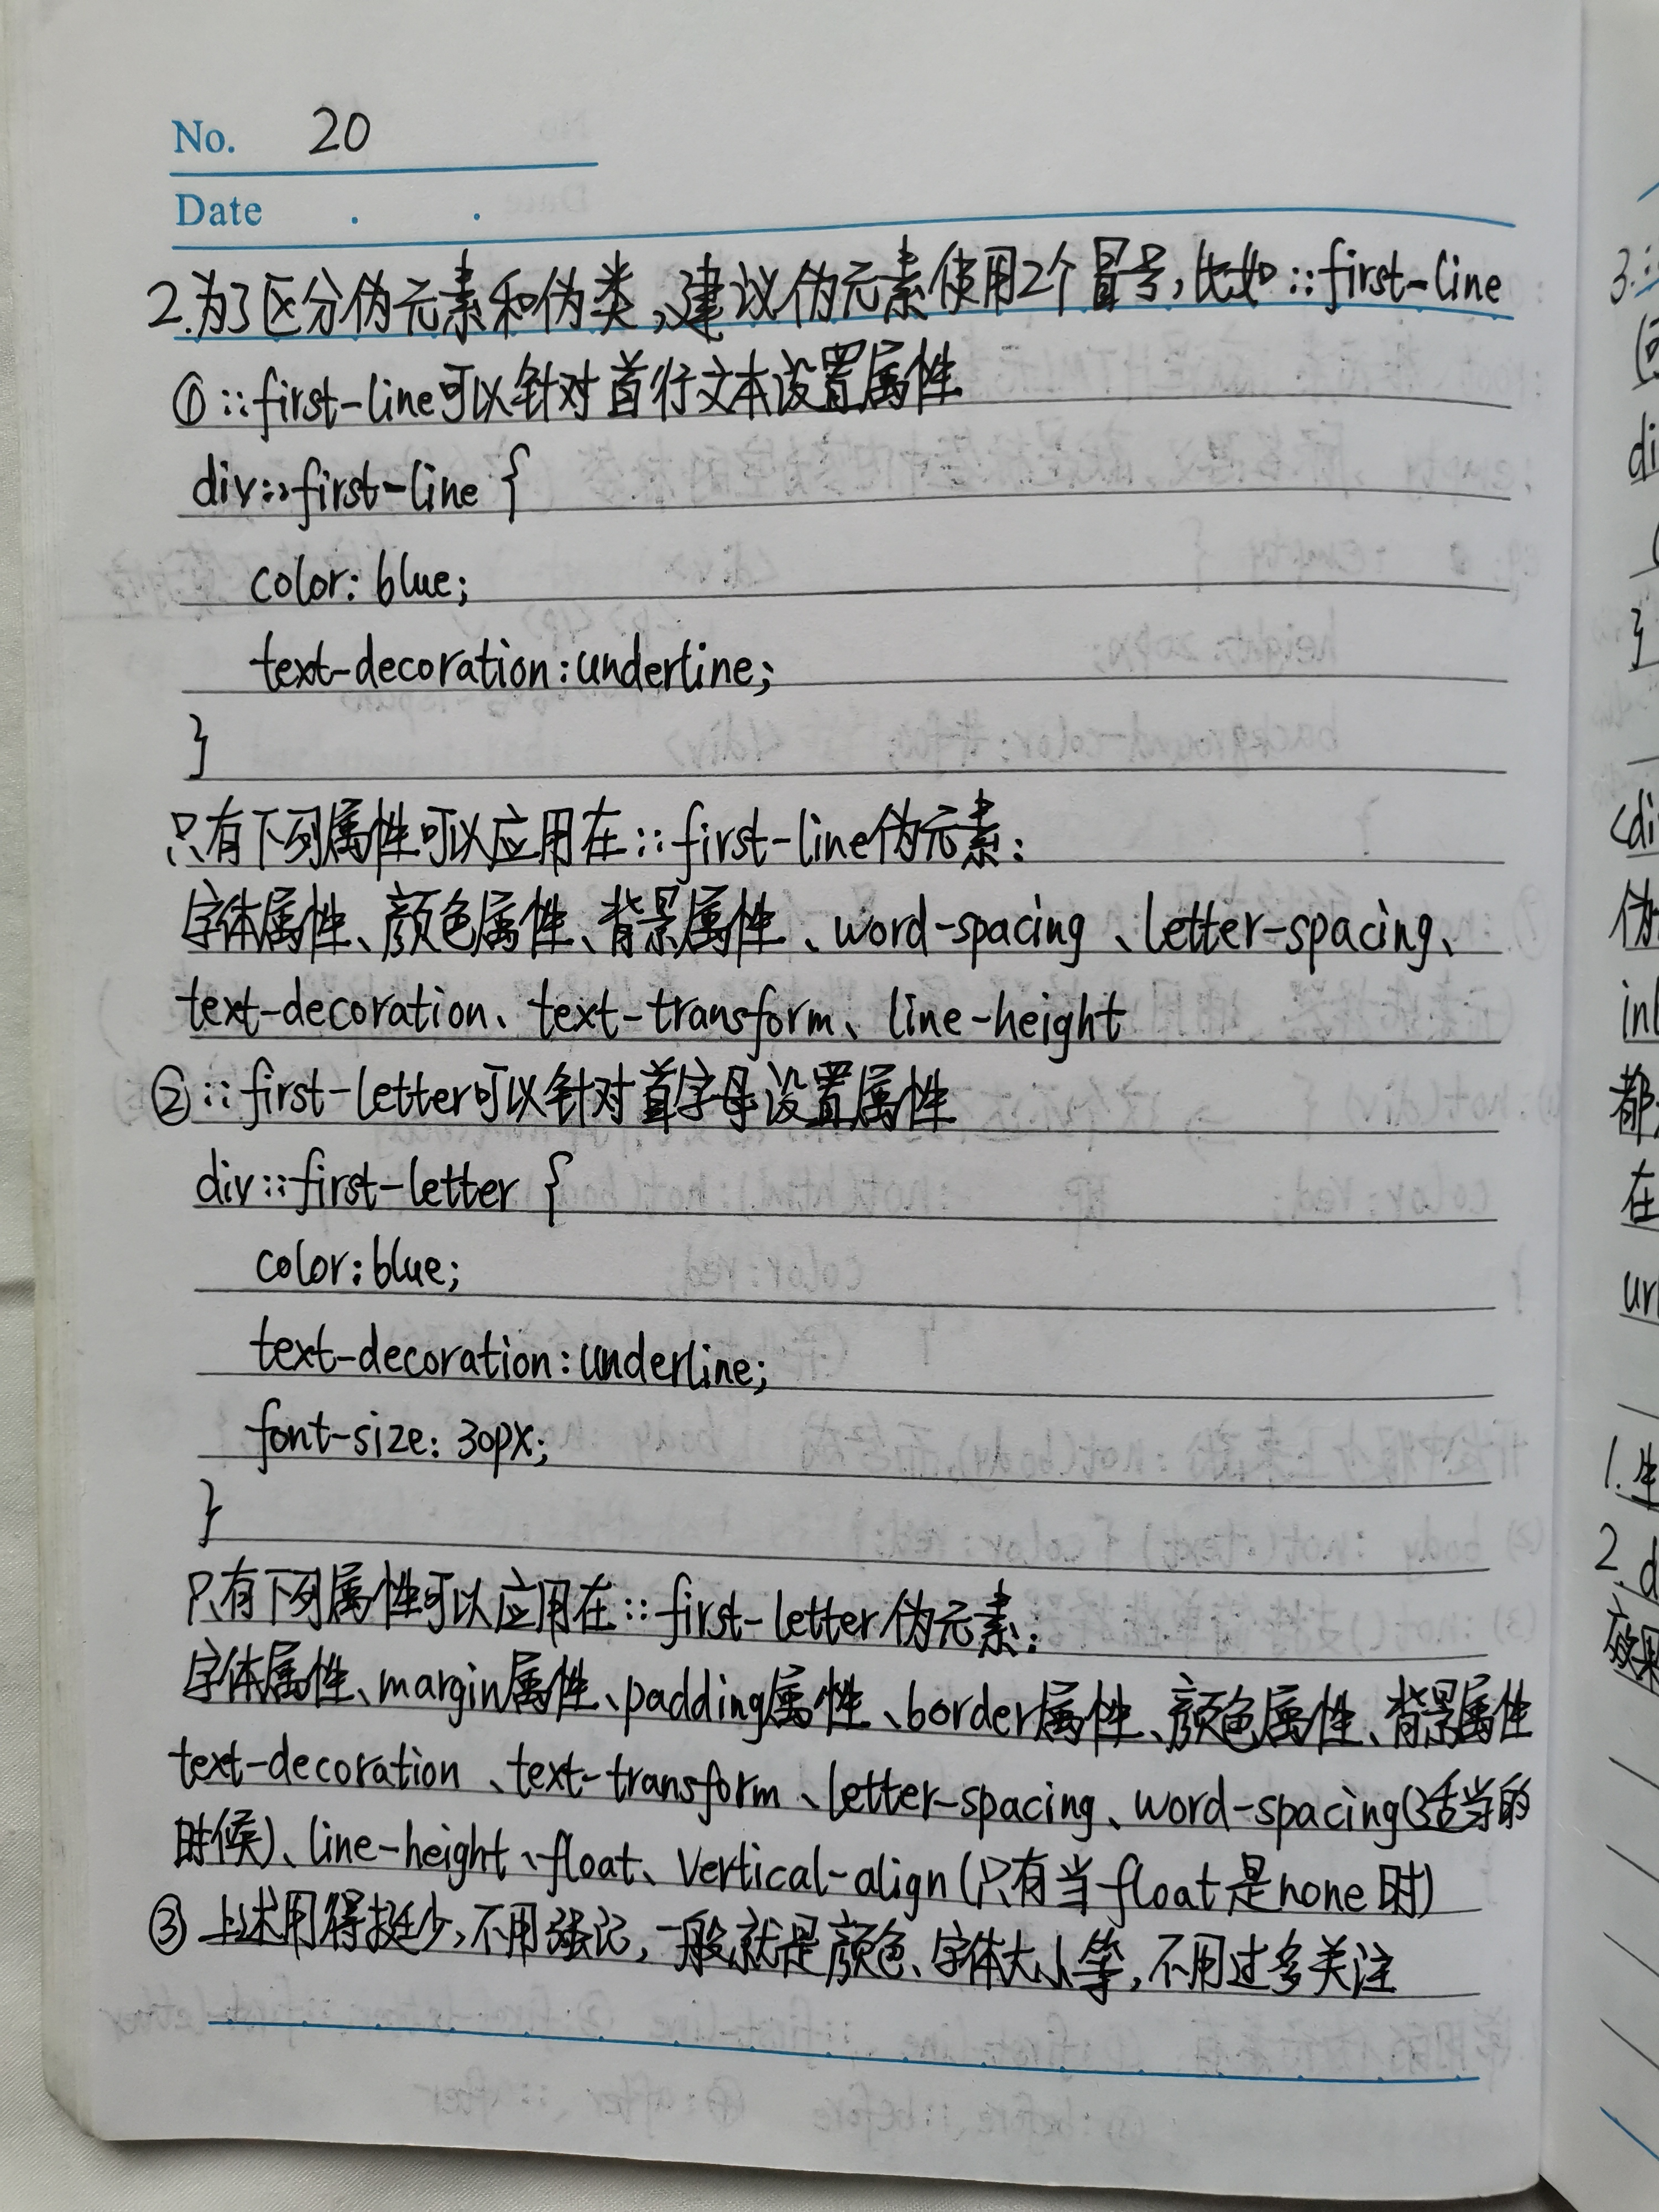 No. 20
Date . .
2.为了区分伪元素和伪类,建议伪元素使用2个冒号,比如::first-line
①::first-line可以针对首行文本设置属性
div::first-line {
color: blue;
text-decoration:underline;
}
只有下列属性可以应用在::first-line伪元素:
字体属性、颜色属性、背景属性、word-spacing、letter-spacing、
text-decoration、text-transform、line-height
②::first-letter可以针对首字母设置属性
div::first-letter {
color:blue;
text-decoration:underline;
font-size: 30px;
}
只有下列属性可以应用在::first-letter伪元素:
字体属性、margin属性、padding属性、border属性、颜色属性、背景属性
text-decoration、text-transform、letter-spacing、word-spacing(适当的
时候)、line-height、float、vertical-align(只有当float是none时)
③上述用得挺少,不用强记,一般就是颜色、字体大小等,不用过多关注